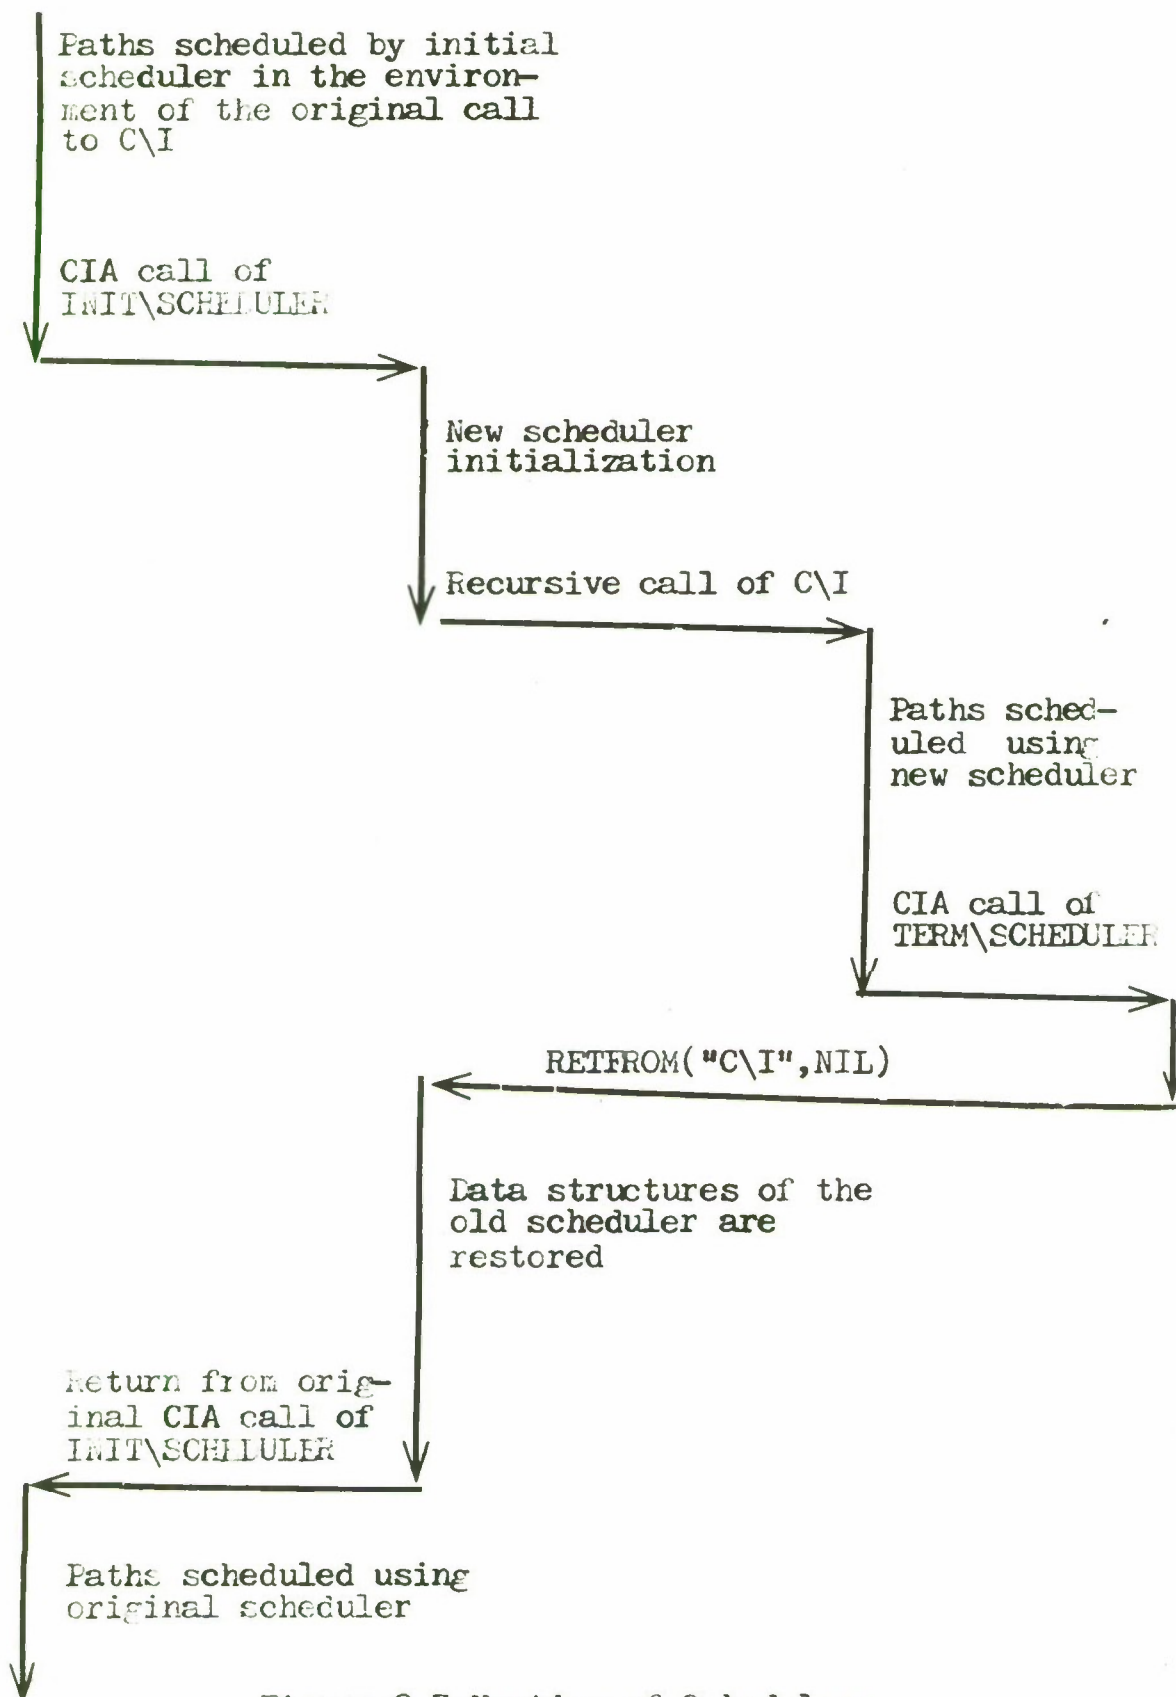 Paths scheduled by initial
scheduler in the environ-
ment of the original call
to C\I
CIA call of
INIT\SCHEDULER
New scheduler
initialization
Recursive call of C\I
Paths sched-
uled using
new scheduler
CIA call of
TERM\SCHEDULER
RETFROM("C\I",NIL)
Data structures of the
old scheduler are
restored
Return from orig-
inal CIA call of
INIT\SCHEDULER
Paths scheduled using
original scheduler